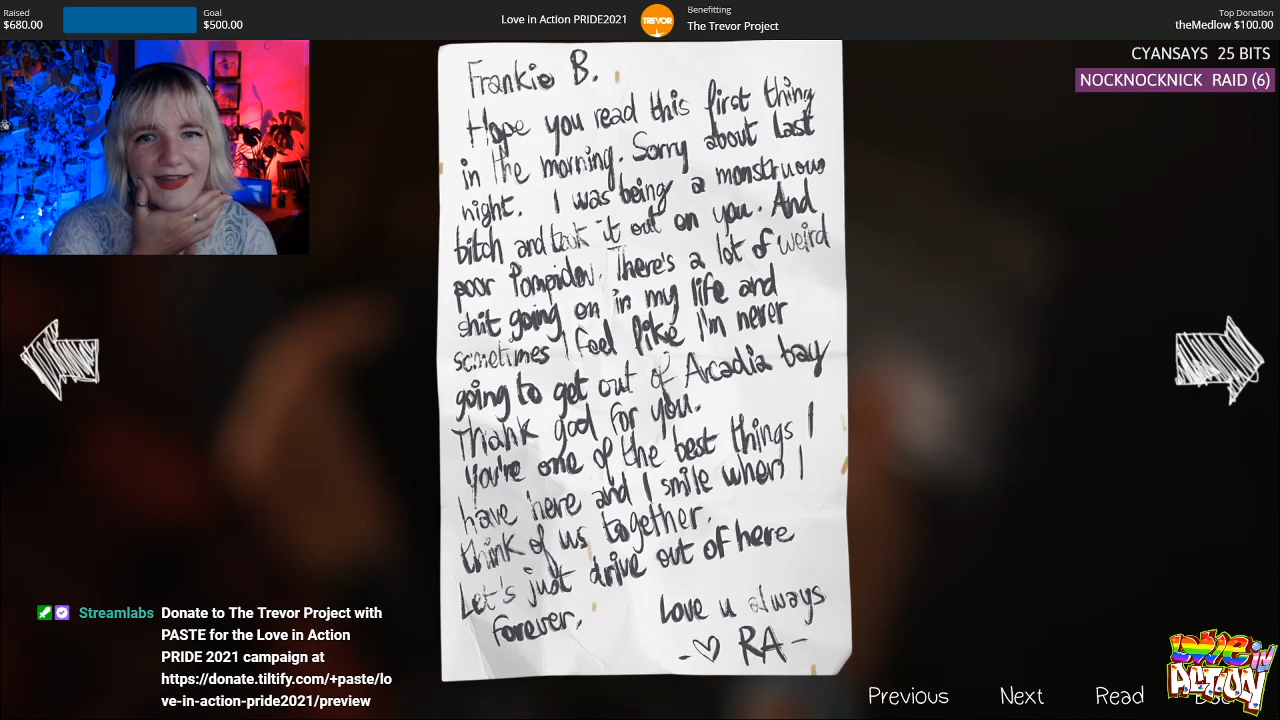 Raised
$680.00
Goal
$500.00
Love in Action PRIDE2021
TREVOR
Benefitting
The Trevor Project
Top Donation
theMedlow $100.00
CYANSAYS 25 BITS
NOCKNOCKNICK RAID (6)
Frankie B.
Hope you read this first thing
in the morning. Sorry about last
night. I was being a monstruous
bitch and took it out on you. And
poor Pompidou. There's a lot of weird
shit going on in my life and
sometimes I feel like I'm never
going to get out of Arcadia bay
Thank god for you.
You're one of the best things I
have here and I smile when I
think of us together.
Let's just drive out of here
forever.
Love u always
- ♡ RA -
Streamlabs Donate to The Trevor Project with
PASTE for the Love in Action
PRIDE 2021 campaign at
https://donate.tiltify.com/+paste/lo
ve-in-action-pride2021/preview
Previous
Next
Read
LOVE in
ACTION